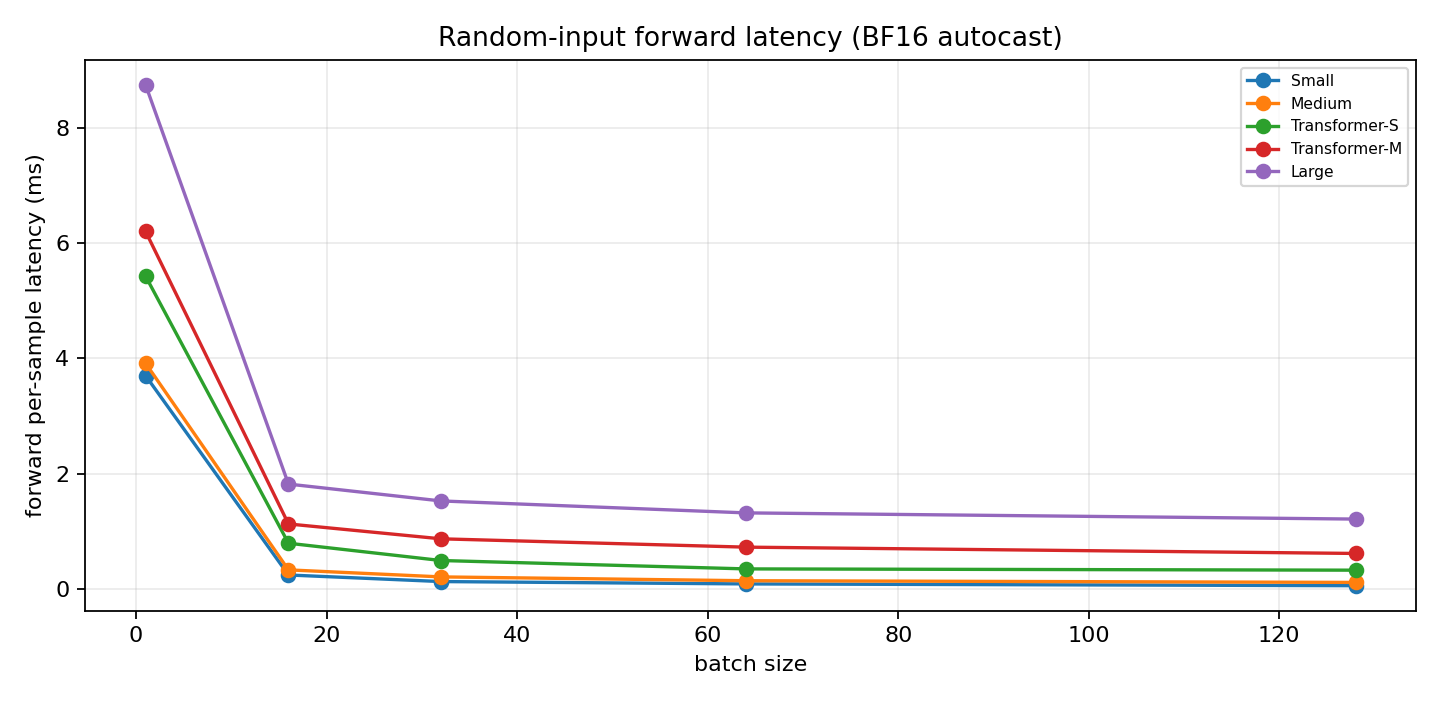 Random-input forward latency (BF16 autocast)
Small
Medium
Transformer-S
Transformer-M
Large
forward per-sample latency (ms)
8
6
4
2
0
0 20 40 60 80 100 120
batch size